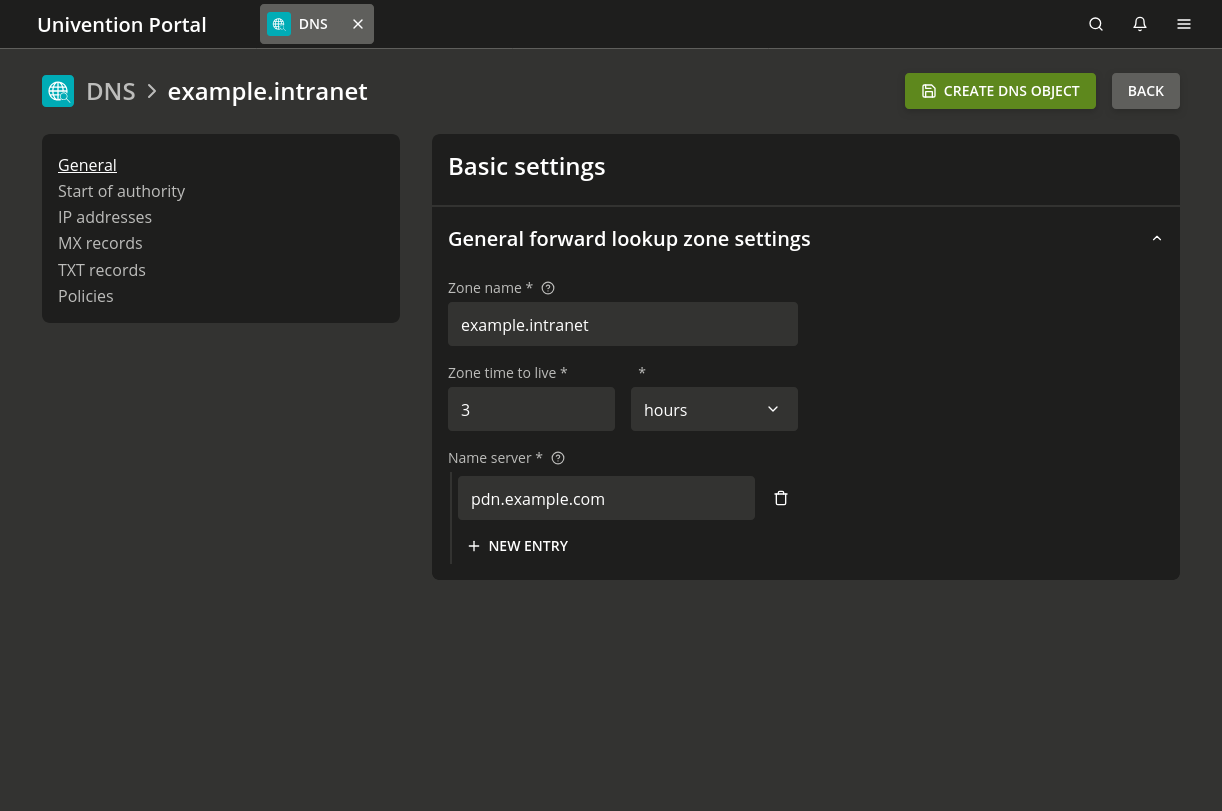 Univention Portal
DNS
DNS > example.intranet
CREATE DNS OBJECT
BACK
General
Start of authority
IP addresses
MX records
TXT records
Policies
Basic settings
General forward lookup zone settings
Zone name *
example.intranet
Zone time to live * *
3 hours
Name server *
pdn.example.com
+ NEW ENTRY